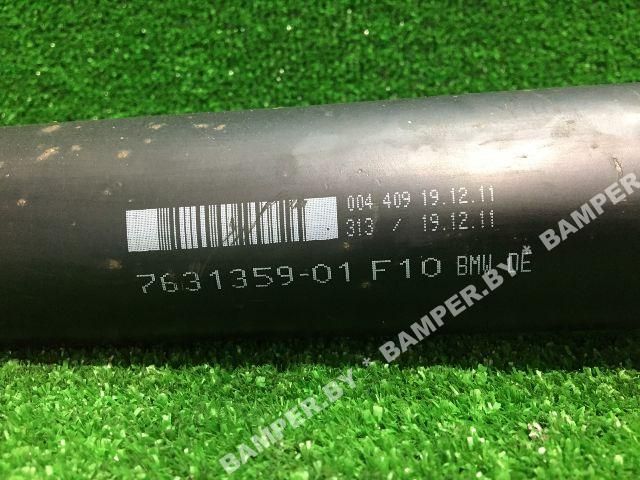 004 409 19.12.11
313 / 19.12.11
7631359-01 F10 BMW DE
BAMPER.BY * BAMPER.BY * BAMPER.BY